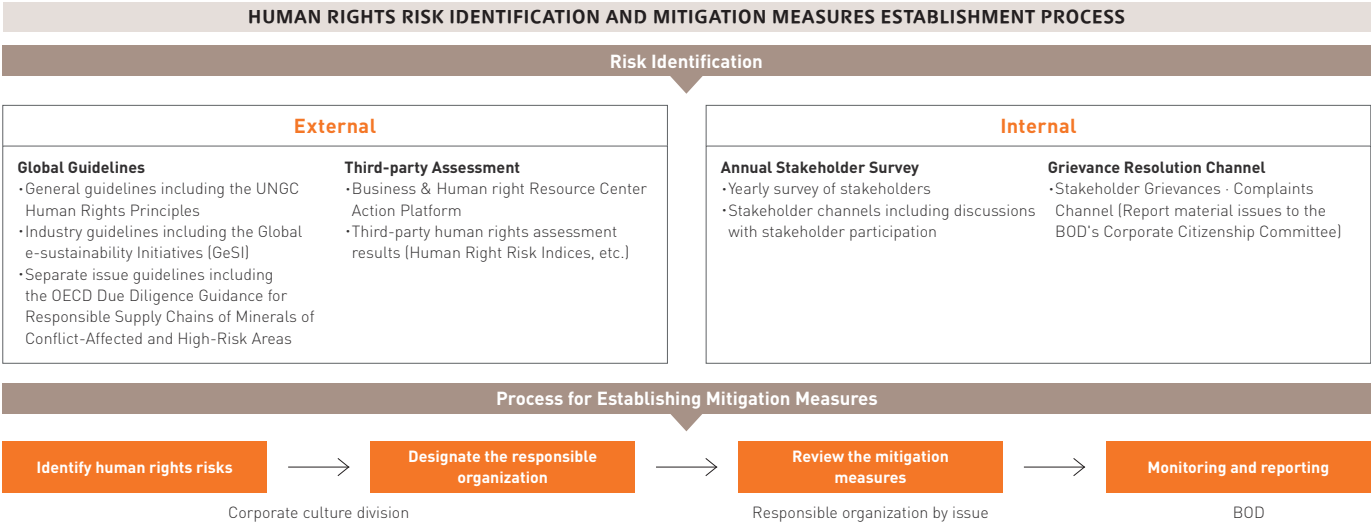 HUMAN RIGHTS RISK IDENTIFICATION AND MITIGATION MEASURES ESTABLISHMENT PROCESS
Risk Identification
External
Global Guidelines
·General guidelines including the UNGC
Human Rights Principles
·Industry guidelines including the Global
e-sustainability Initiatives (GeSI)
·Separate issue guidelines including
the OECD Due Diligence Guidance for
Responsible Supply Chains of Minerals of
Conflict-Affected and High-Risk Areas
Third-party Assessment
·Business & Human right Resource Center
Action Platform
·Third-party human rights assessment
results (Human Right Risk Indices, etc.)
Internal
Annual Stakeholder Survey
·Yearly survey of stakeholders
·Stakeholder channels including discussions
with stakeholder participation
Grievance Resolution Channel
·Stakeholder Grievances · Complaints
Channel (Report material issues to the
BOD's Corporate Citizenship Committee)
Process for Establishing Mitigation Measures
Identify human rights risks
Designate the responsible
organization
Review the mitigation
measures
Monitoring and reporting
Corporate culture division
Responsible organization by issue
BOD